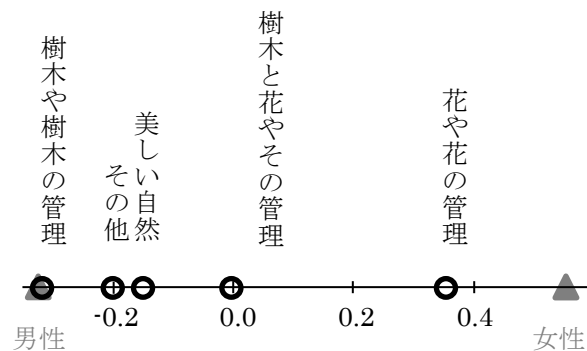 樹木や樹木の管理
その他
美しい自然
樹木と花やその管理
花や花の管理
-0.2
0.0
0.2
0.4
男性
女性